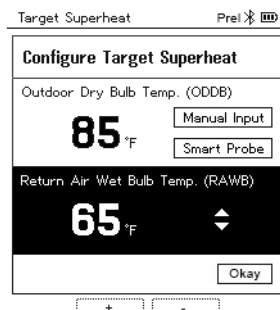 Target Superheat Prel
Configure Target Superheat
Outdoor Dry Bulb Temp. (ODDB)
85 °F
Manual Input
Smart Probe
Return Air Wet Bulb Temp. (RAWB)
65 °F
Okay
+ -